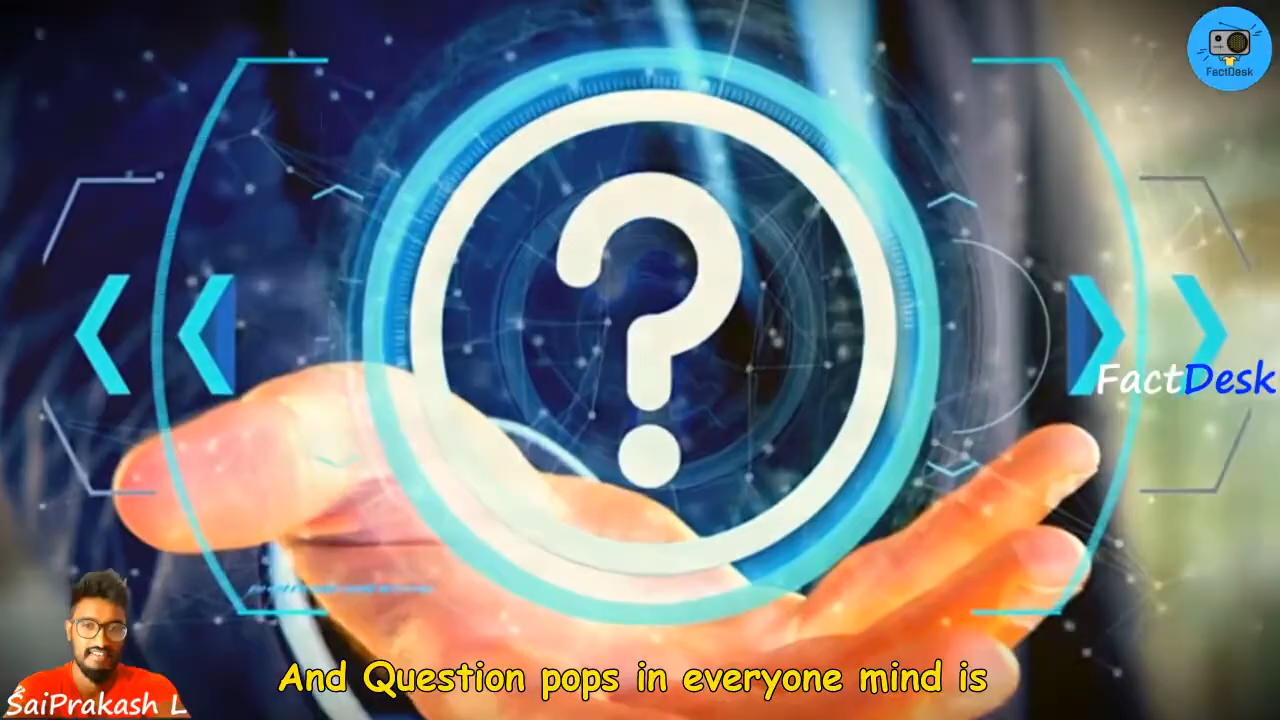 FactDesk
FactDesk
And Question pops in everyone mind is
SaiPrakash L